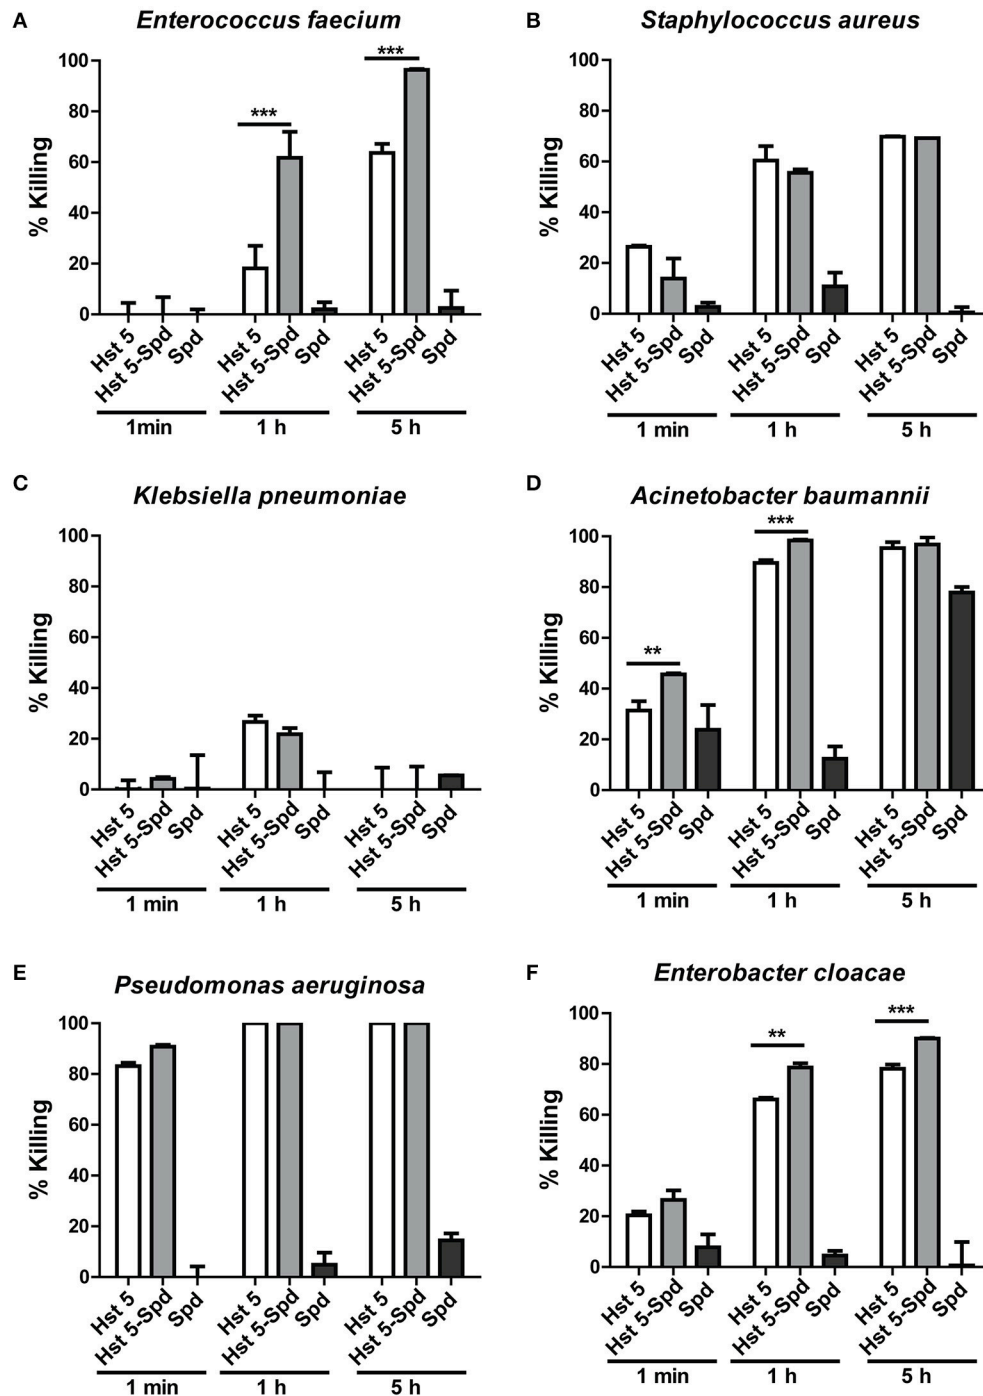 A
Enterococcus faecium
***
***
100
80
60
40
20
0
% Killing
Hst 5
Hst 5-Spd
Spd
Hst 5
Hst 5-Spd
Spd
Hst 5
Hst 5-Spd
Spd
1min
1 h
5 h
B
Staphylococcus aureus
100
80
60
40
20
0
% Killing
Hst 5
Hst 5-Spd
Spd
Hst 5
Hst 5-Spd
Spd
Hst 5
Hst 5-Spd
Spd
1 min
1 h
5 h
C
Klebsiella pneumoniae
100
80
60
40
20
0
% Killing
Hst 5
Hst 5-Spd
Spd
Hst 5
Hst 5-Spd
Spd
Hst 5
Hst 5-Spd
Spd
1 min
1 h
5 h
D
Acinetobacter baumannii
**
***
100
80
60
40
20
0
% Killing
Hst 5
Hst 5-Spd
Spd
Hst 5
Hst 5-Spd
Spd
Hst 5
Hst 5-Spd
Spd
1 min
1 h
5 h
E
Pseudomonas aeruginosa
100
80
60
40
20
0
% Killing
Hst 5
Hst 5-Spd
Spd
Hst 5
Hst 5-Spd
Spd
Hst 5
Hst 5-Spd
Spd
1 min
1 h
5 h
F
Enterobacter cloacae
**
***
100
80
60
40
20
0
% Killing
Hst 5
Hst 5-Spd
Spd
Hst 5
Hst 5-Spd
Spd
Hst 5
Hst 5-Spd
Spd
1 min
1 h
5 h